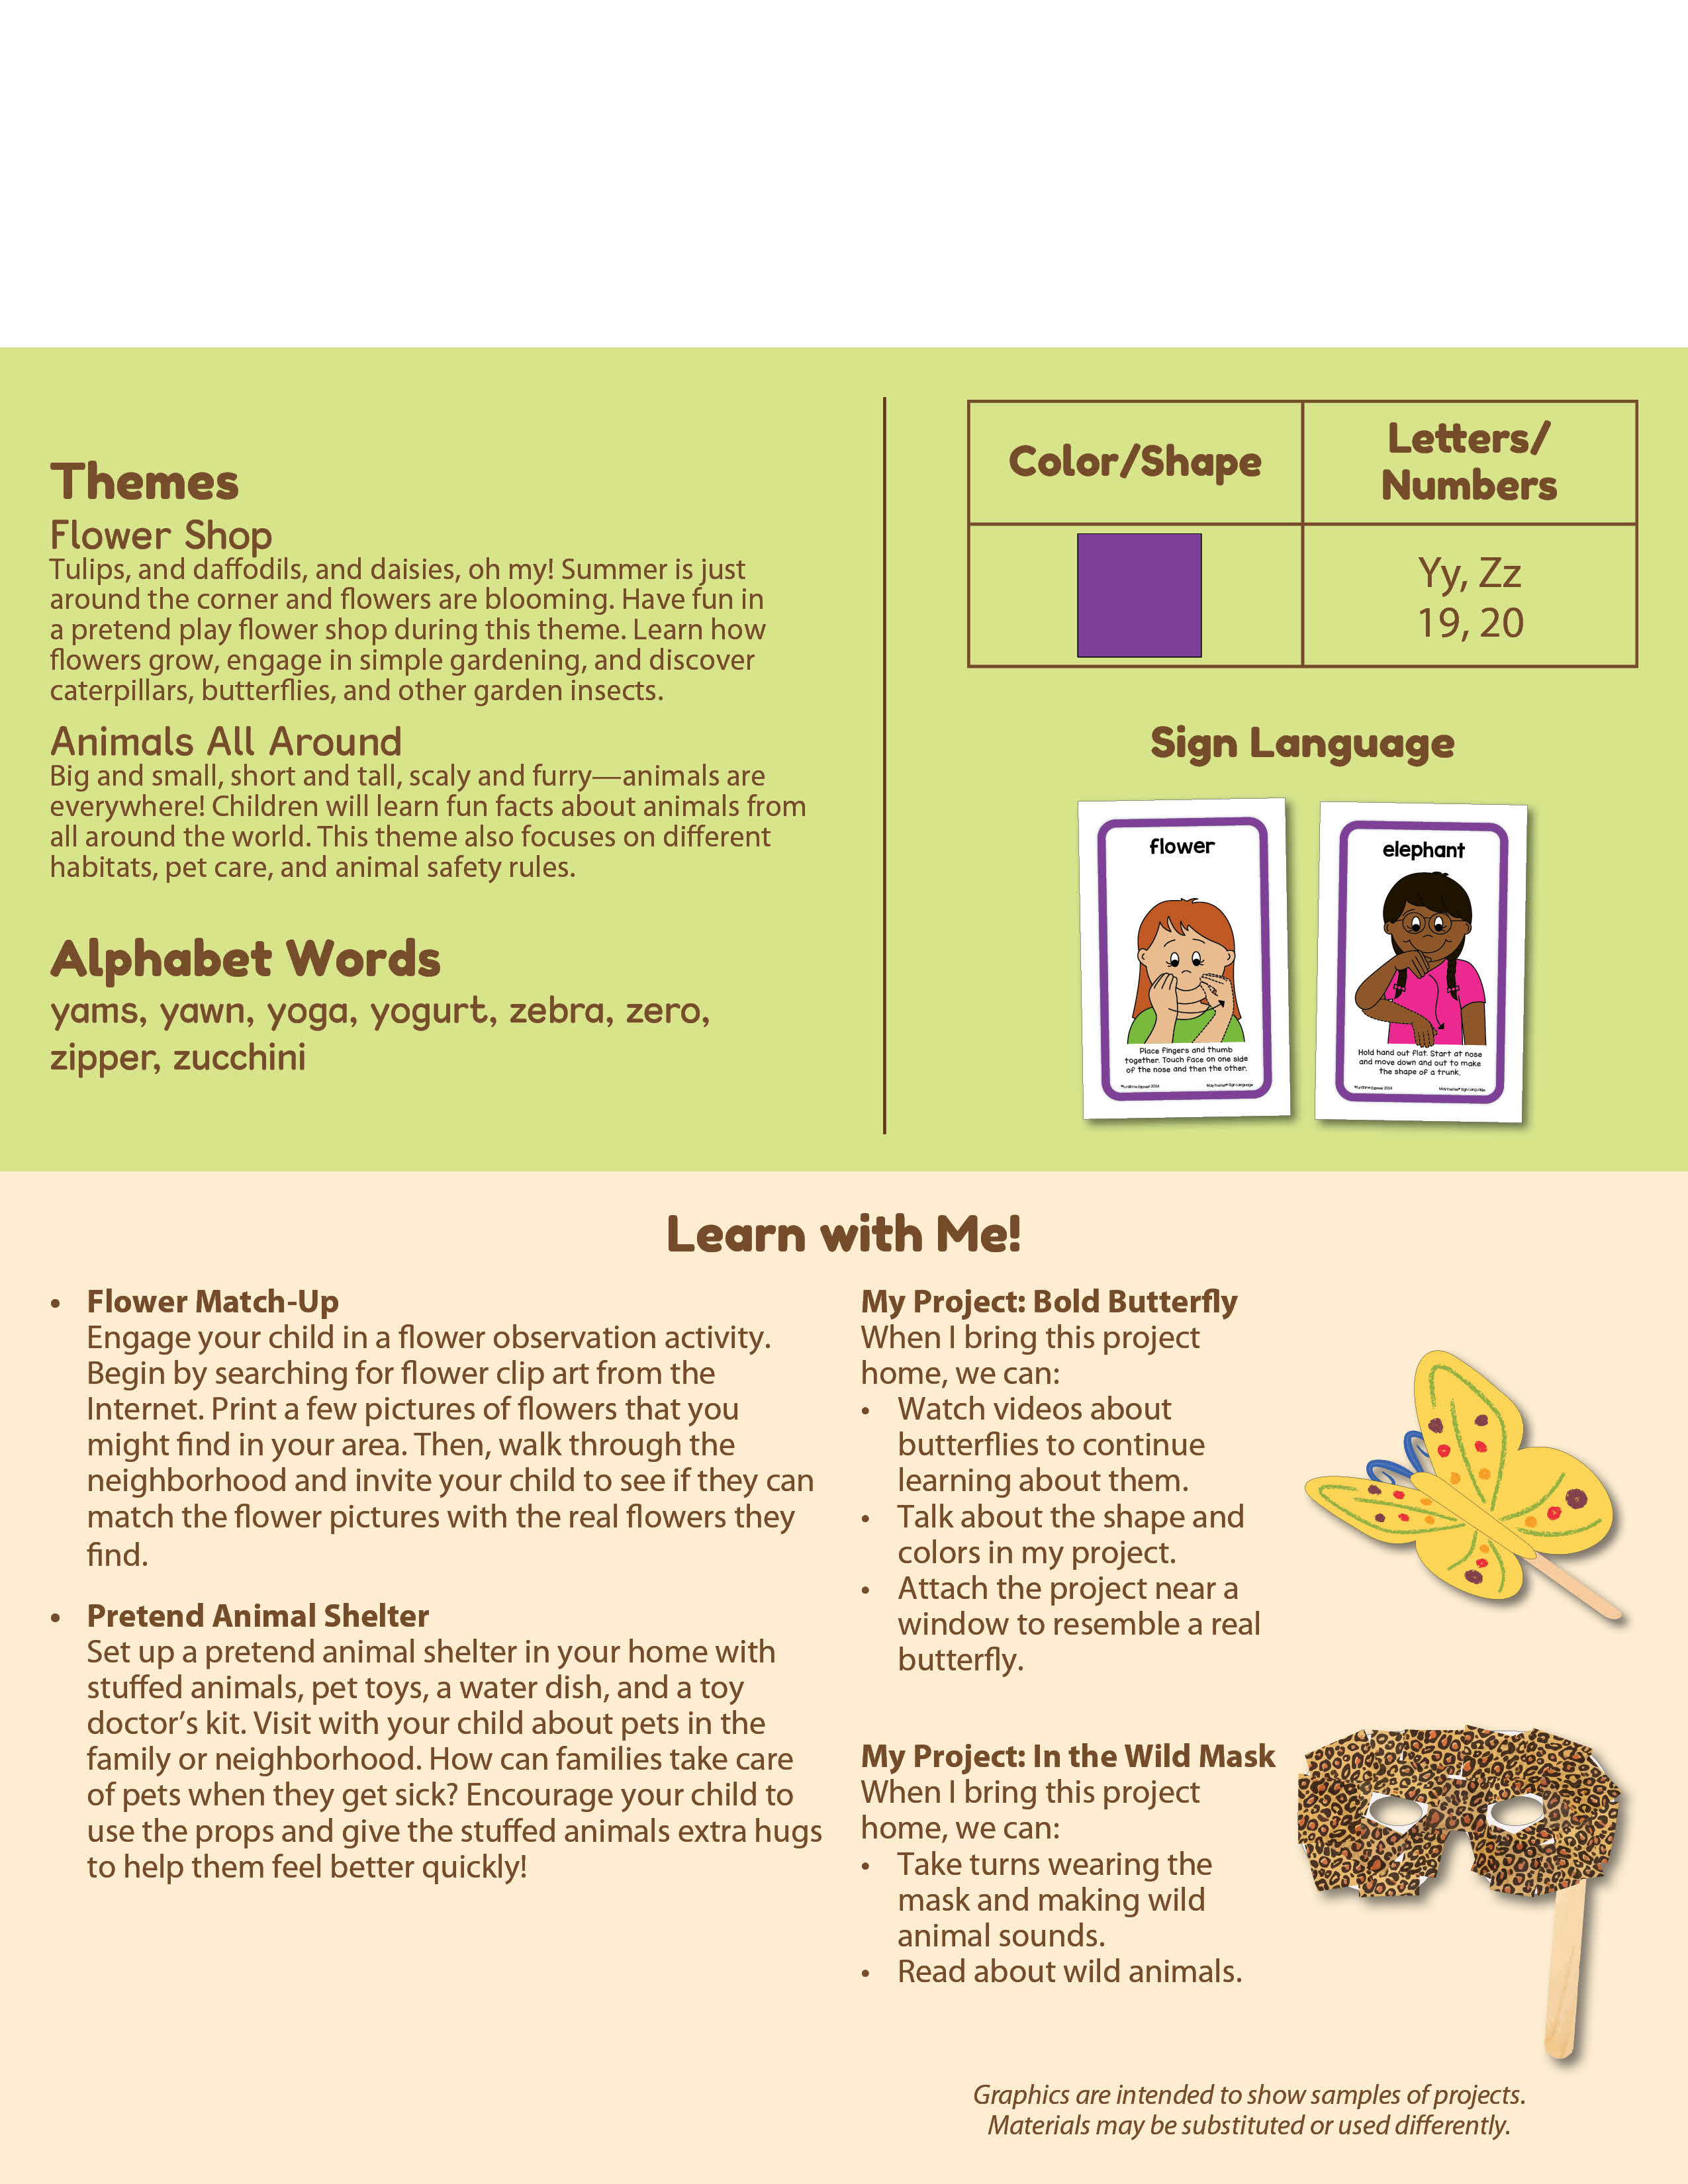 Themes
Flower Shop
Tulips, and daffodils, and daisies, oh my! Summer is just
around the corner and flowers are blooming. Have fun in
a pretend play flower shop during this theme. Learn how
flowers grow, engage in simple gardening, and discover
caterpillars, butterflies, and other garden insects.
Animals All Around
Big and small, short and tall, scaly and furry—animals are
everywhere! Children will learn fun facts about animals from
all around the world. This theme also focuses on different
habitats, pet care, and animal safety rules.
Alphabet Words
yams, yawn, yoga, yogurt, zebra, zero,
zipper, zucchini
Color/Shape
Letters/
Numbers
Yy, Zz
19, 20
Sign Language
flower
Place fingers and thumb
together. Touch face on one side
of the nose and then the other.
elephant
Hold hand out flat. Start at nose
and move down and out to make
the shape of a trunk.
Learn with Me!
• Flower Match-Up
Engage your child in a flower observation activity.
Begin by searching for flower clip art from the
Internet. Print a few pictures of flowers that you
might find in your area. Then, walk through the
neighborhood and invite your child to see if they can
match the flower pictures with the real flowers they
find.
• Pretend Animal Shelter
Set up a pretend animal shelter in your home with
stuffed animals, pet toys, a water dish, and a toy
doctor’s kit. Visit with your child about pets in the
family or neighborhood. How can families take care
of pets when they get sick? Encourage your child to
use the props and give the stuffed animals extra hugs
to help them feel better quickly!
My Project: Bold Butterfly
When I bring this project
home, we can:
• Watch videos about
butterflies to continue
learning about them.
• Talk about the shape and
colors in my project.
• Attach the project near a
window to resemble a real
butterfly.
My Project: In the Wild Mask
When I bring this project
home, we can:
• Take turns wearing the
mask and making wild
animal sounds.
• Read about wild animals.
Graphics are intended to show samples of projects.
Materials may be substituted or used differently.